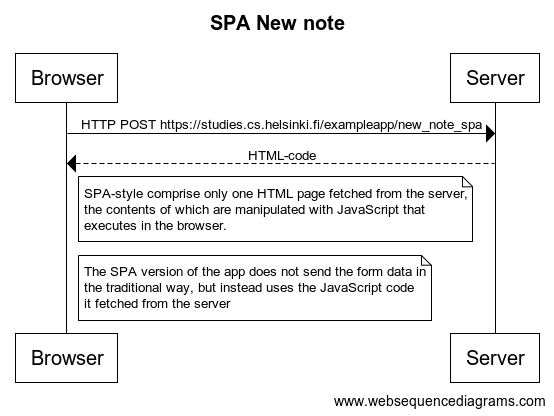 SPA New note
Browser
Server
HTTP POST https://studies.cs.helsinki.fi/exampleapp/new_note_spa
HTML-code
SPA-style comprise only one HTML page fetched from the server,
the contents of which are manipulated with JavaScript that
executes in the browser.
The SPA version of the app does not send the form data in
the traditional way, but instead uses the JavaScript code
it fetched from the server
Browser
Server
www.websequencediagrams.com